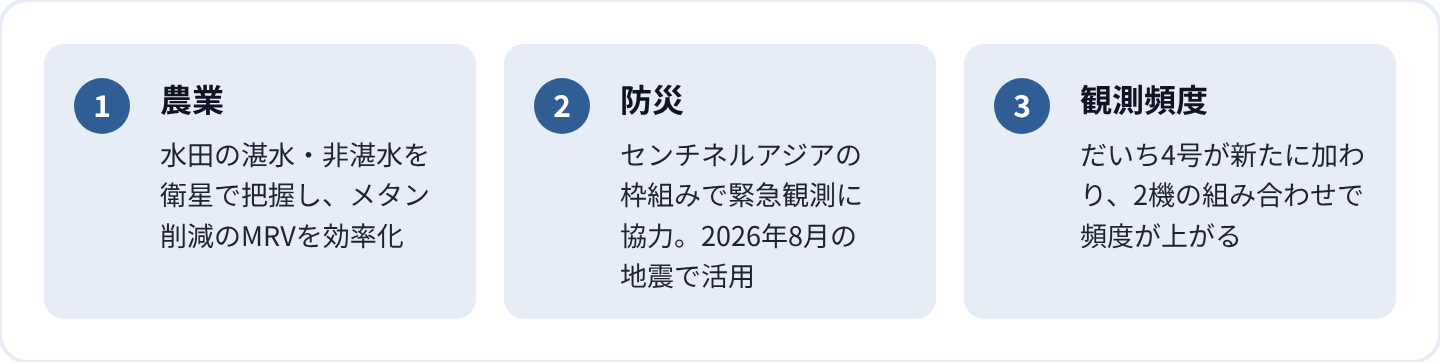 1
農業
水田の湛水・非湛水を
衛星で把握し、メタン
削減のMRVを効率化
2
防災
センチネルアジアの
枠組みで緊急観測に
協力。2026年8月の
地震で活用
3
観測頻度
だいち4号が新たに加わ
り、2機の組み合わせで
頻度が上がる